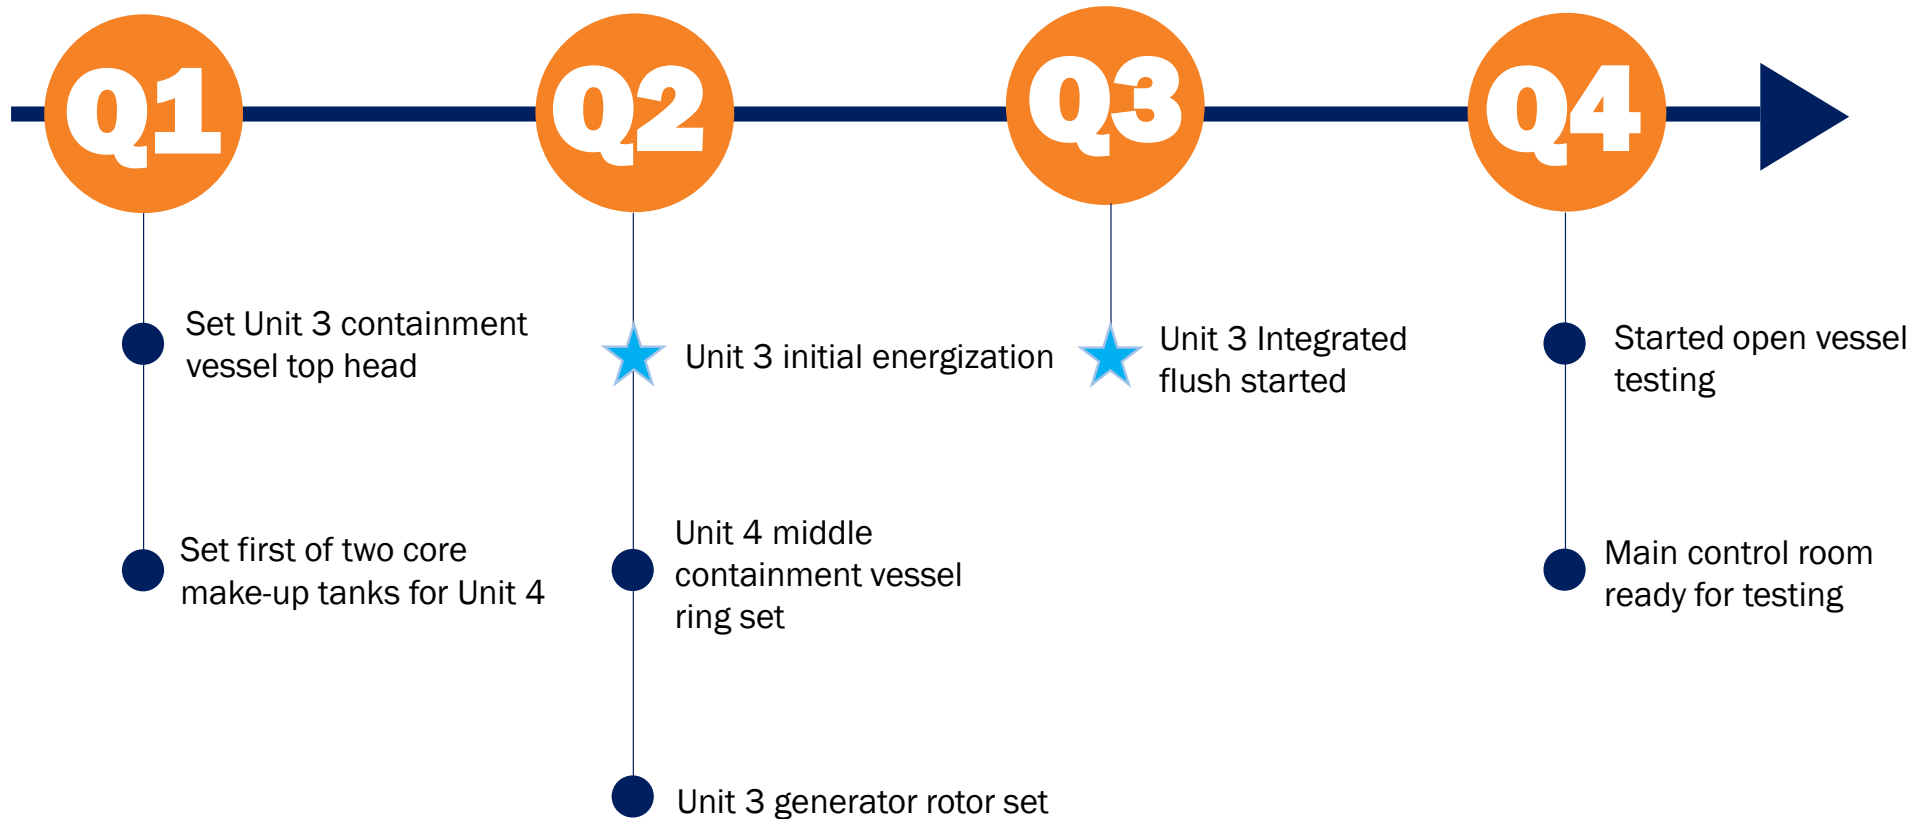 Q1
Q2
Q3
Q4
Set Unit 3 containment
vessel top head
Set first of two core
make-up tanks for Unit 4
Unit 3 initial energization
Unit 4 middle
containment vessel
ring set
Unit 3 generator rotor set
Unit 3 Integrated
flush started
Started open vessel
testing
Main control room
ready for testing